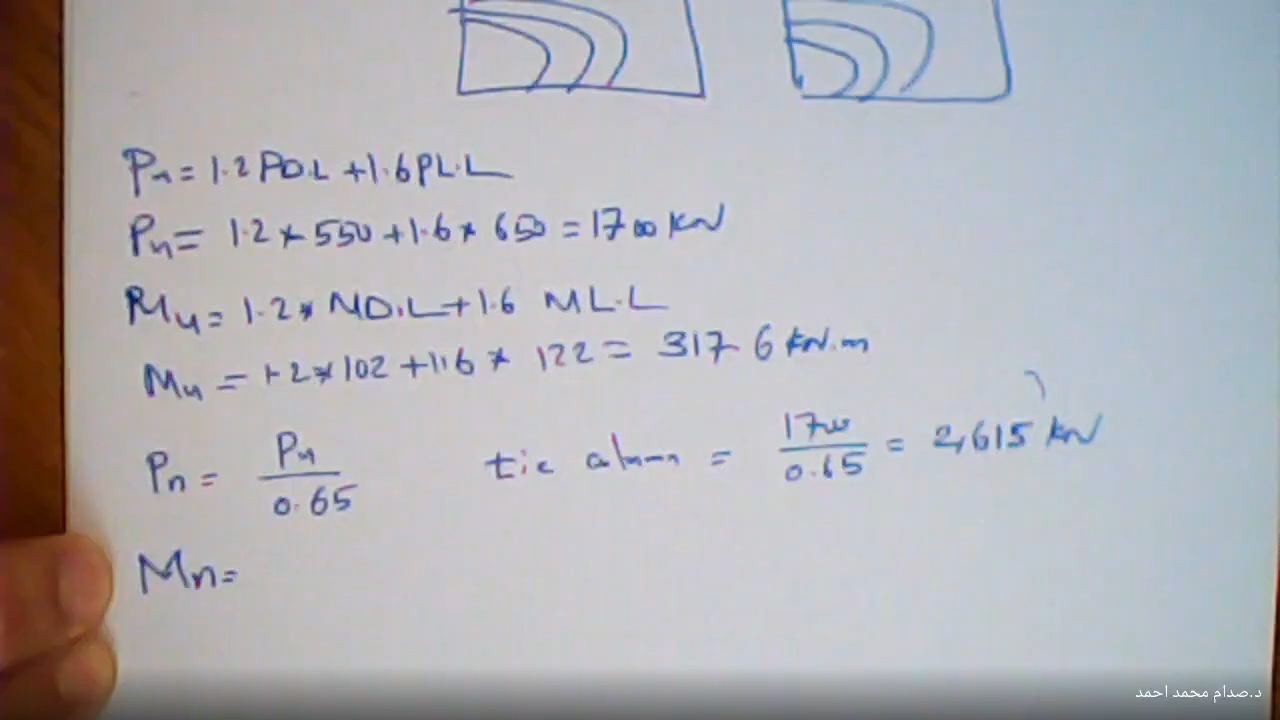 Pu = 1.2 PD.L + 1.6 PL.L
Pu = 1.2 * 550 + 1.6 * 650 = 1700 kN
Mu = 1.2 * MD.L + 1.6 ML.L
Mu = 1.2 * 102 + 1.6 * 122 = 317.6 kN.m
Pn = Pu / 0.65 tie column = 1700 / 0.65 = 2,615 kN
Mn =
د.صدام محمد احمد